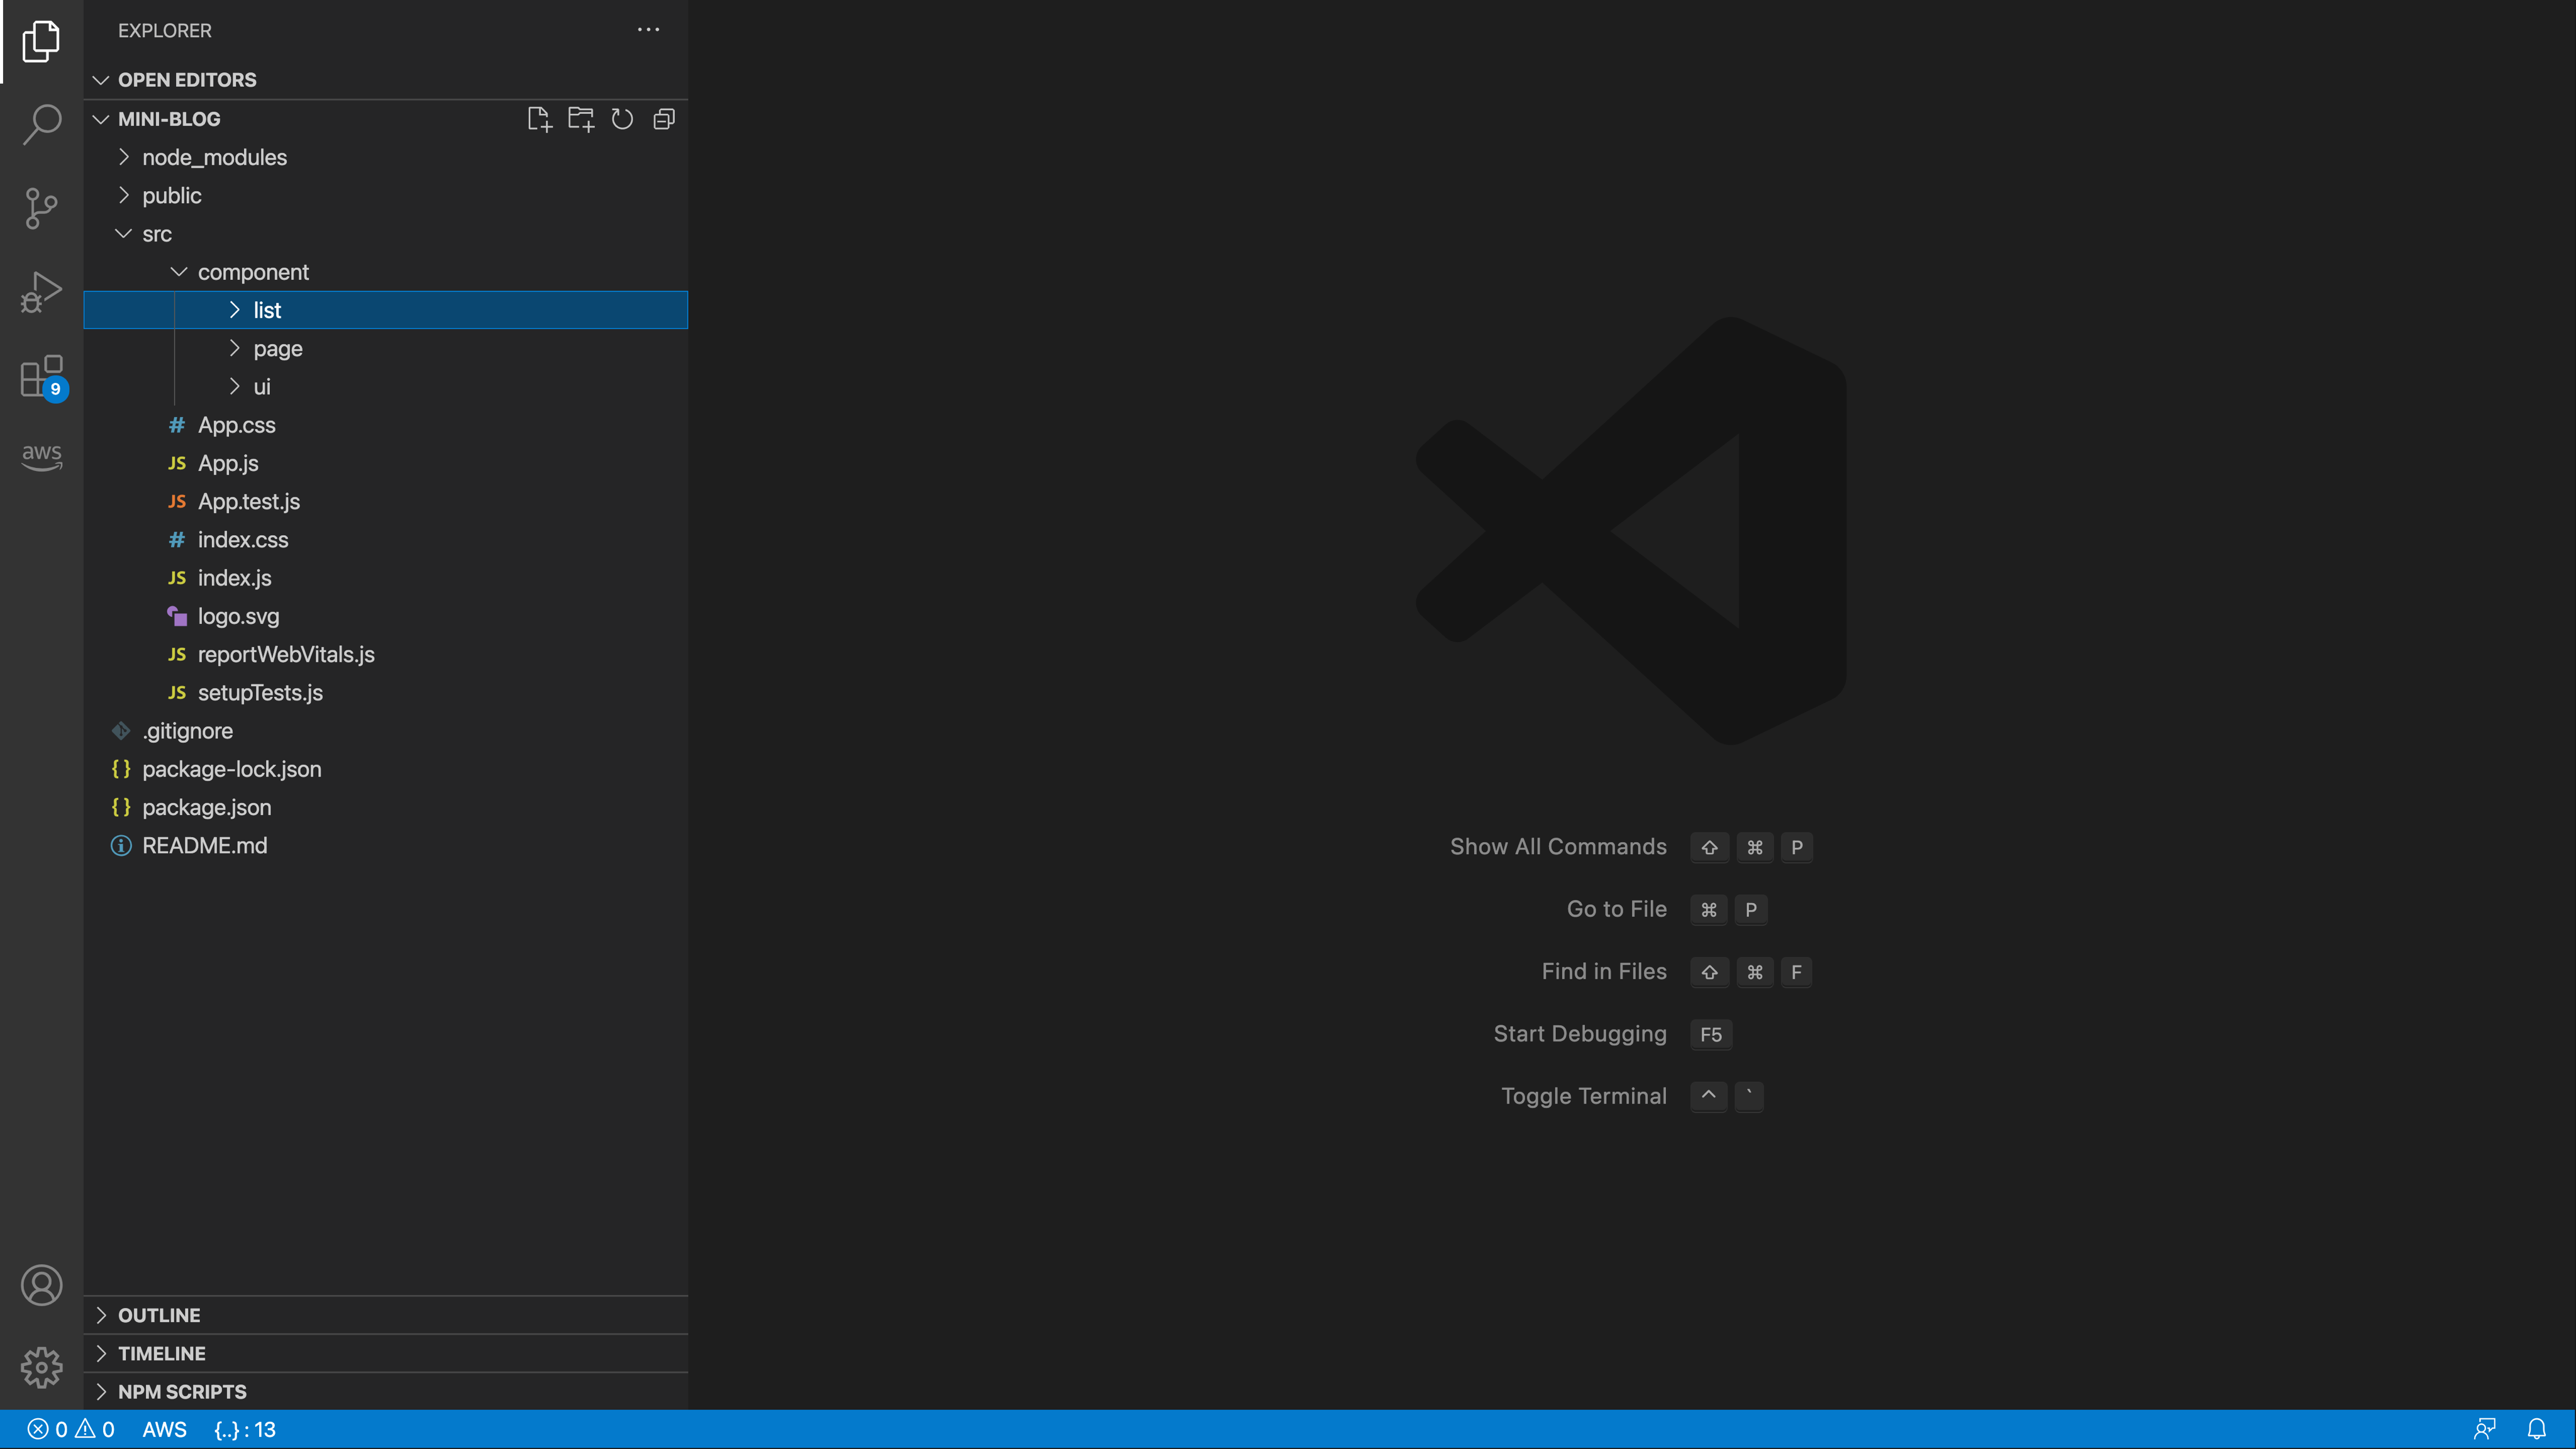 EXPLORER
OPEN EDITORS
MINI-BLOG
node_modules
public
src
component
list
page
ui
# App.css
JS App.js
JS App.test.js
# index.css
JS index.js
logo.svg
JS reportWebVitals.js
JS setupTests.js
.gitignore
{} package-lock.json
{} package.json
README.md
9
aws
Show All Commands ⇧ ⌘ P
Go to File ⌘ P
Find in Files ⇧ ⌘ F
Start Debugging F5
Toggle Terminal ^ `
OUTLINE
TIMELINE
NPM SCRIPTS
0 0 AWS {..} : 13